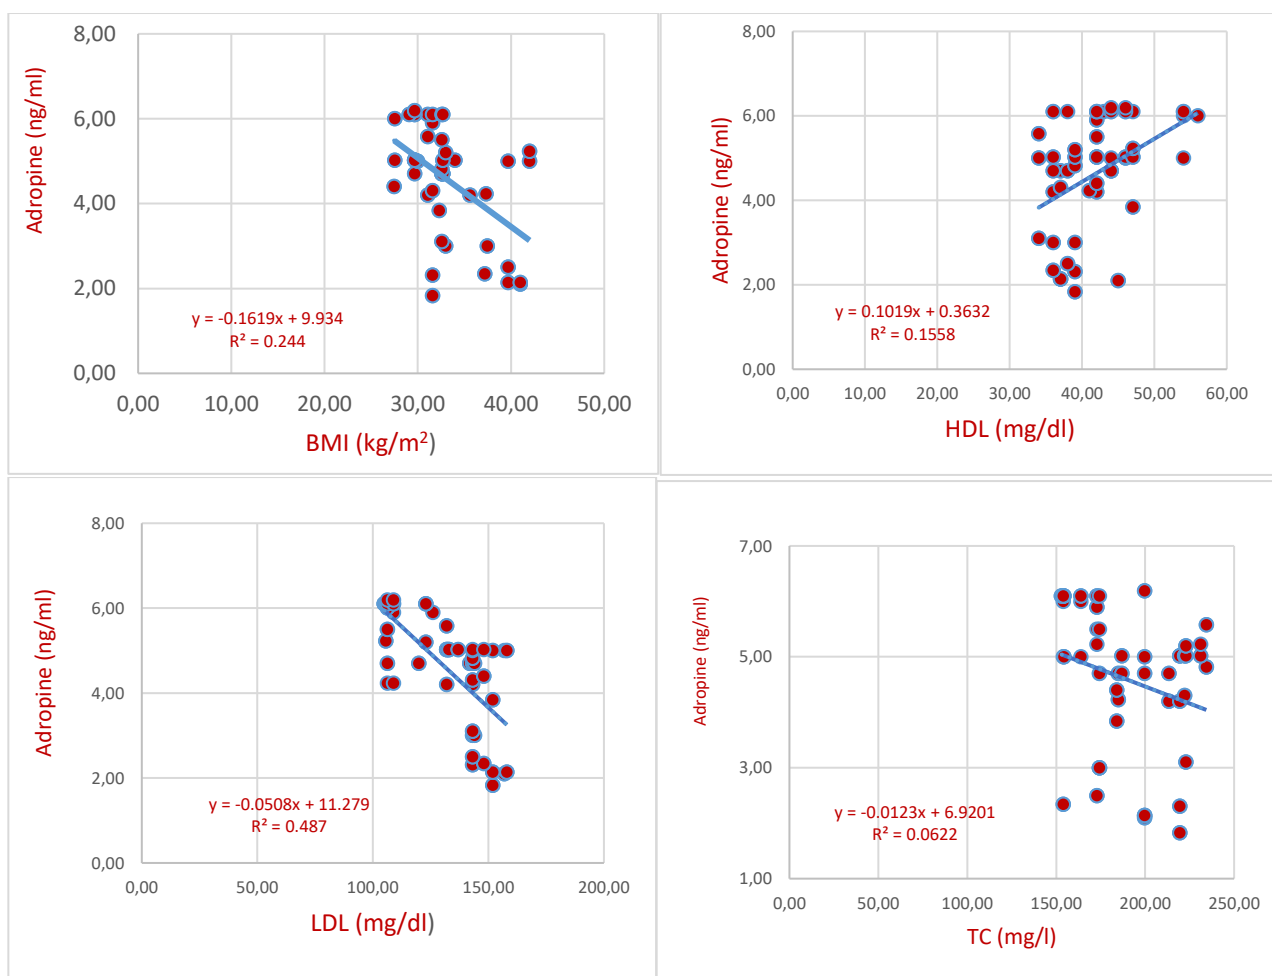 8,00
6,00
4,00
2,00
0,00
Adropine (ng/ml)
y = -0.1619x + 9.934
R² = 0.244
0,00 10,00 20,00 30,00 40,00 50,00
BMI (kg/m²)
8,00
6,00
4,00
2,00
0,00
Adropine (ng/ml)
y = 0.1019x + 0.3632
R² = 0.1558
0,00 10,00 20,00 30,00 40,00 50,00 60,00
HDL (mg/dl)
8,00
6,00
4,00
2,00
0,00
Adropine (ng/ml)
y = -0.0508x + 11.279
R² = 0.487
0,00 50,00 100,00 150,00 200,00
LDL (mg/dl)
7,00
5,00
3,00
1,00
Adropine (ng/ml)
y = -0.0123x + 6.9201
R² = 0.0622
0,00 50,00 100,00 150,00 200,00 250,00
TC (mg/l)